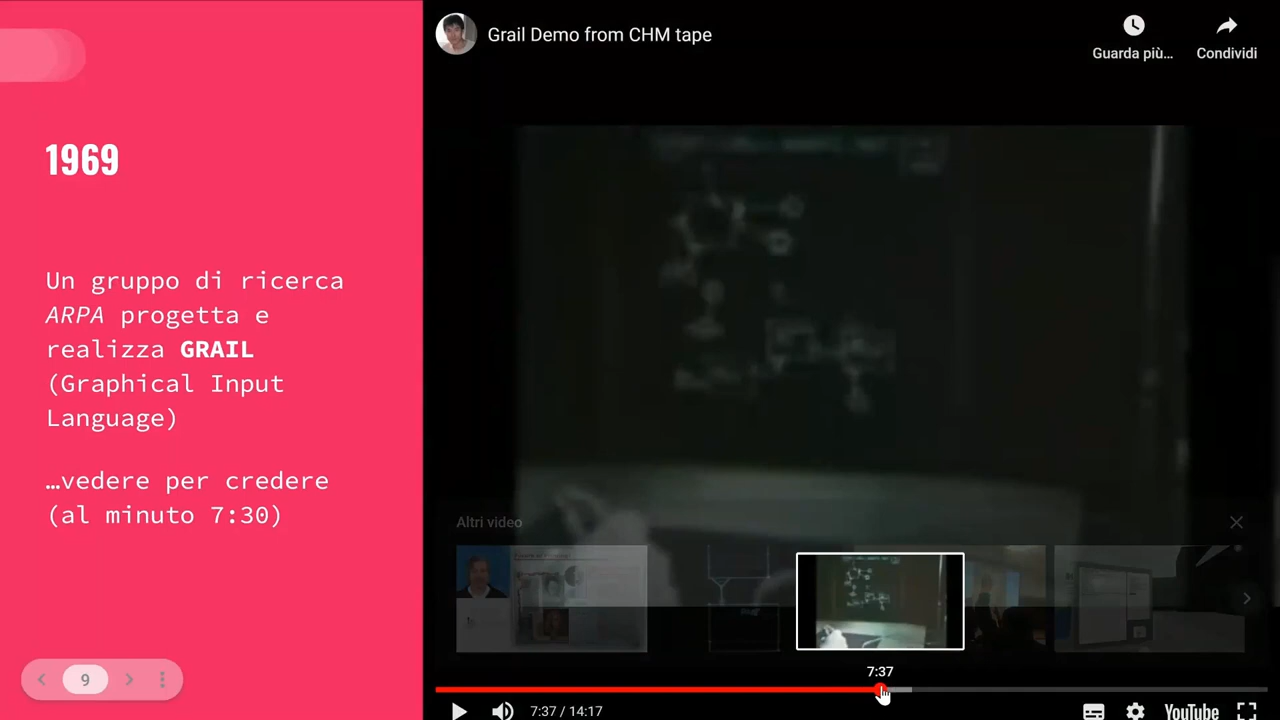 1969
Un gruppo di ricerca
ARPA progetta e
realizza GRAIL
(Graphical Input
Language)
…vedere per credere
(al minuto 7:30)
9
Grail Demo from CHM tape
Guarda più…
Condividi
Altri video
7:37
7:37 / 14:17
YouTube